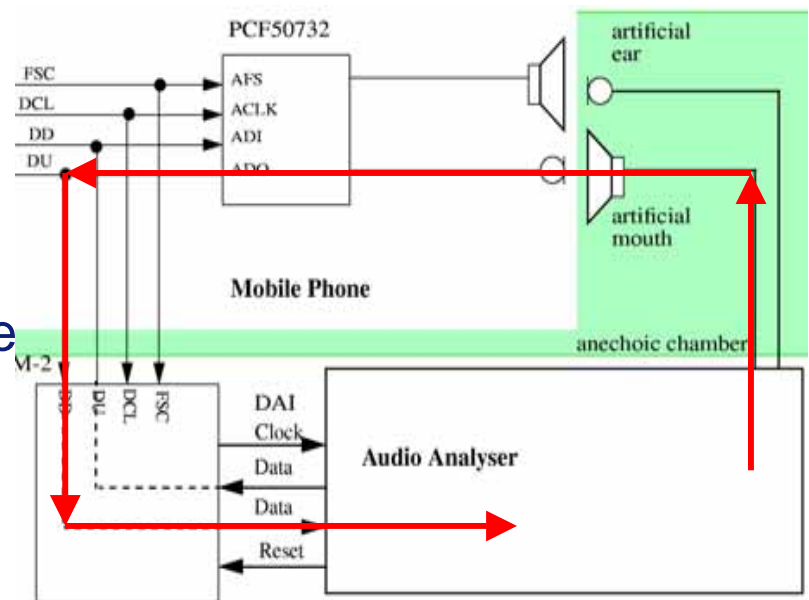 PCF50732
artificial
ear
FSC
AFS
DCL
ACLK
DD
ADI
DU
ADO
artificial
mouth
Mobile Phone
e
anechoic chamber
M-2
DD
DU
DCL
FSC
DAI
Clock
Audio Analyser
Data
Data
Reset